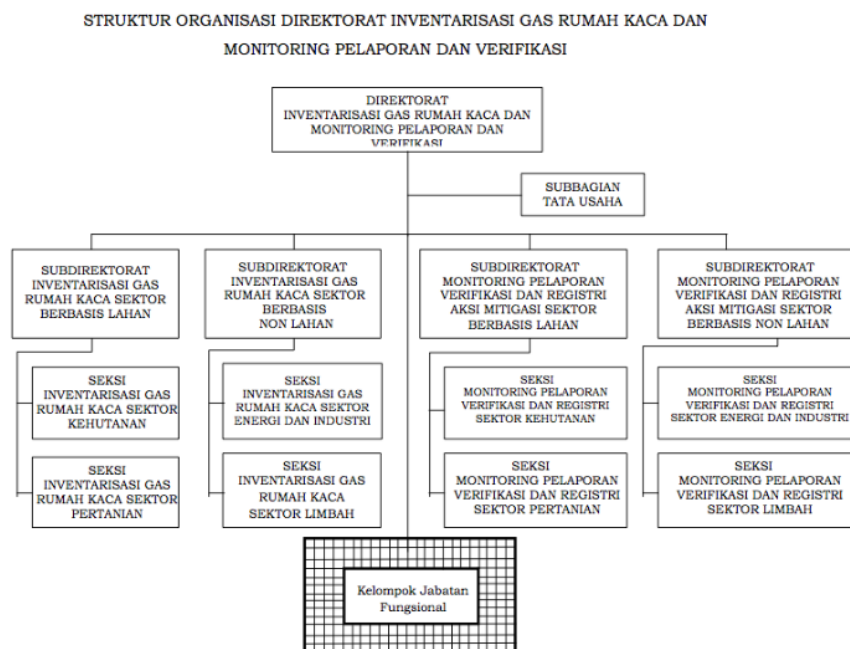 STRUKTUR ORGANISASI DIREKTORAT INVENTARISASI GAS RUMAH KACA DAN
MONITORING PELAPORAN DAN VERIFIKASI
DIREKTORAT
INVENTARISASI GAS RUMAH KACA DAN
MONITORING PELAPORAN DAN
VERIFIKASI
SUBBAGIAN
TATA USAHA
SUBDIREKTORAT
INVENTARISASI GAS
RUMAH KACA SEKTOR
BERBASIS LAHAN
SUBDIREKTORAT
INVENTARISASI GAS
RUMAH KACA SEKTOR
BERBASIS
NON LAHAN
SUBDIREKTORAT
MONITORING PELAPORAN
VERIFIKASI DAN REGISTRI
AKSI MITIGASI SEKTOR
BERBASIS LAHAN
SUBDIREKTORAT
MONITORING PELAPORAN
VERIFIKASI DAN REGISTRI
AKSI MITIGASI SEKTOR
BERBASIS NON LAHAN
SEKSI
INVENTARISASI GAS
RUMAH KACA SEKTOR
KEHUTANAN
SEKSI
INVENTARISASI GAS
RUMAH KACA SEKTOR
ENERGI DAN INDUSTRI
SEKSI
MONITORING PELAPORAN
VERIFIKASI DAN REGISTRI
SEKTOR KEHUTANAN
SEKSI
MONITORING PELAPORAN
VERIFIKASI DAN REGISTRI
SEKTOR ENERGI DAN INDUSTRI
SEKSI
INVENTARISASI GAS
RUMAH KACA SEKTOR
PERTANIAN
SEKSI
INVENTARISASI GAS
RUMAH KACA
SEKTOR LIMBAH
SEKSI
MONITORING PELAPORAN
VERIFIKASI DAN REGISTRI
SEKTOR PERTANIAN
SEKSI
MONITORING PELAPORAN
VERIFIKASI DAN REGISTRI
SEKTOR LIMBAH
Kelompok Jabatan
Fungsional